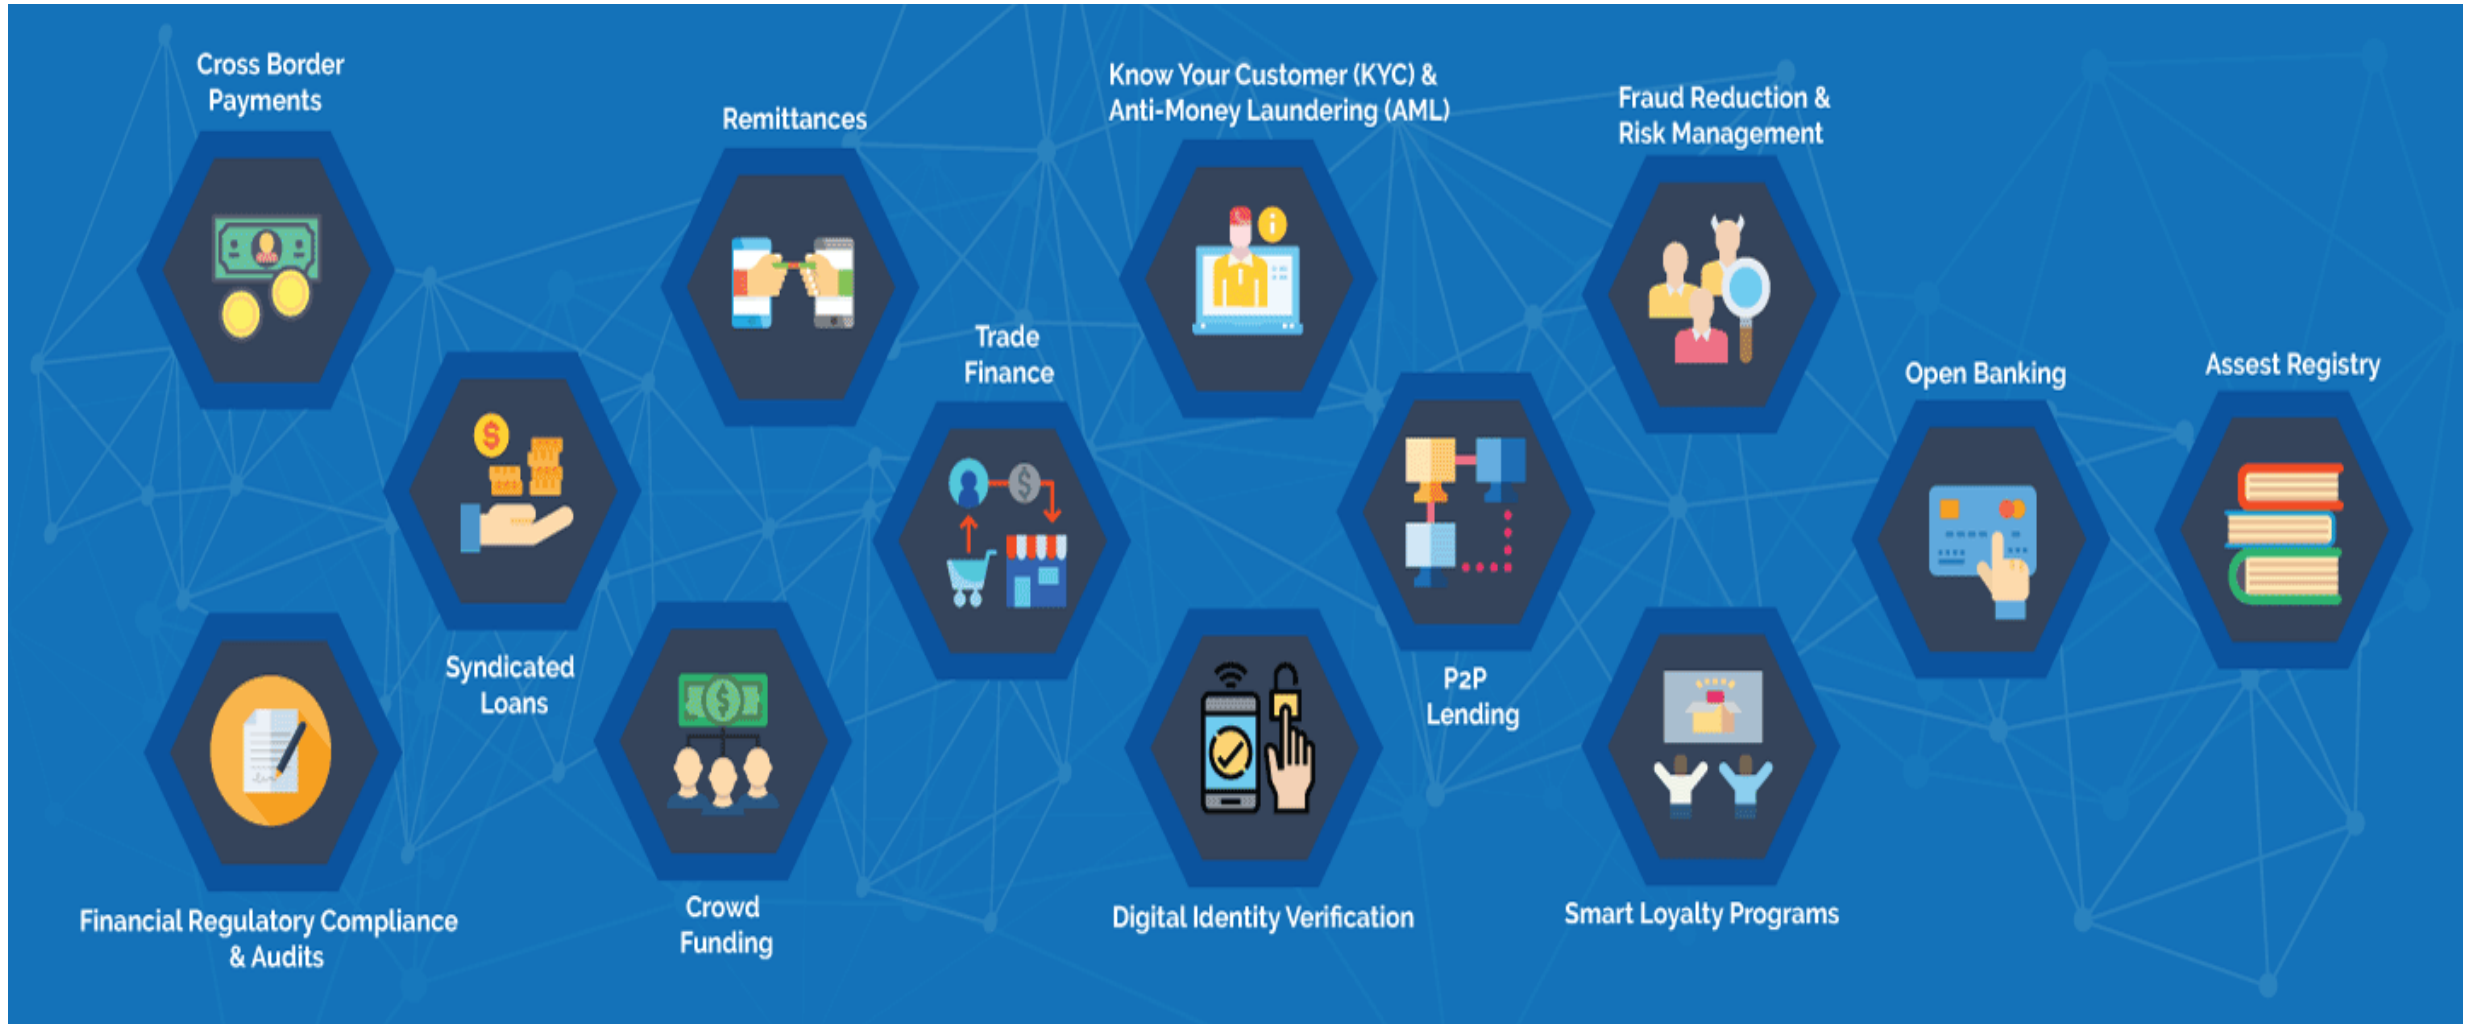 Cross Border
Payments
Remittances
Know Your Customer (KYC) &
Anti-Money Laundering (AML)
Fraud Reduction &
Risk Management
Trade
Finance
Open Banking
Assest Registry
Syndicated
Loans
P2P
Lending
Financial Regulatory Compliance
& Audits
Crowd
Funding
Digital Identity Verification
Smart Loyalty Programs